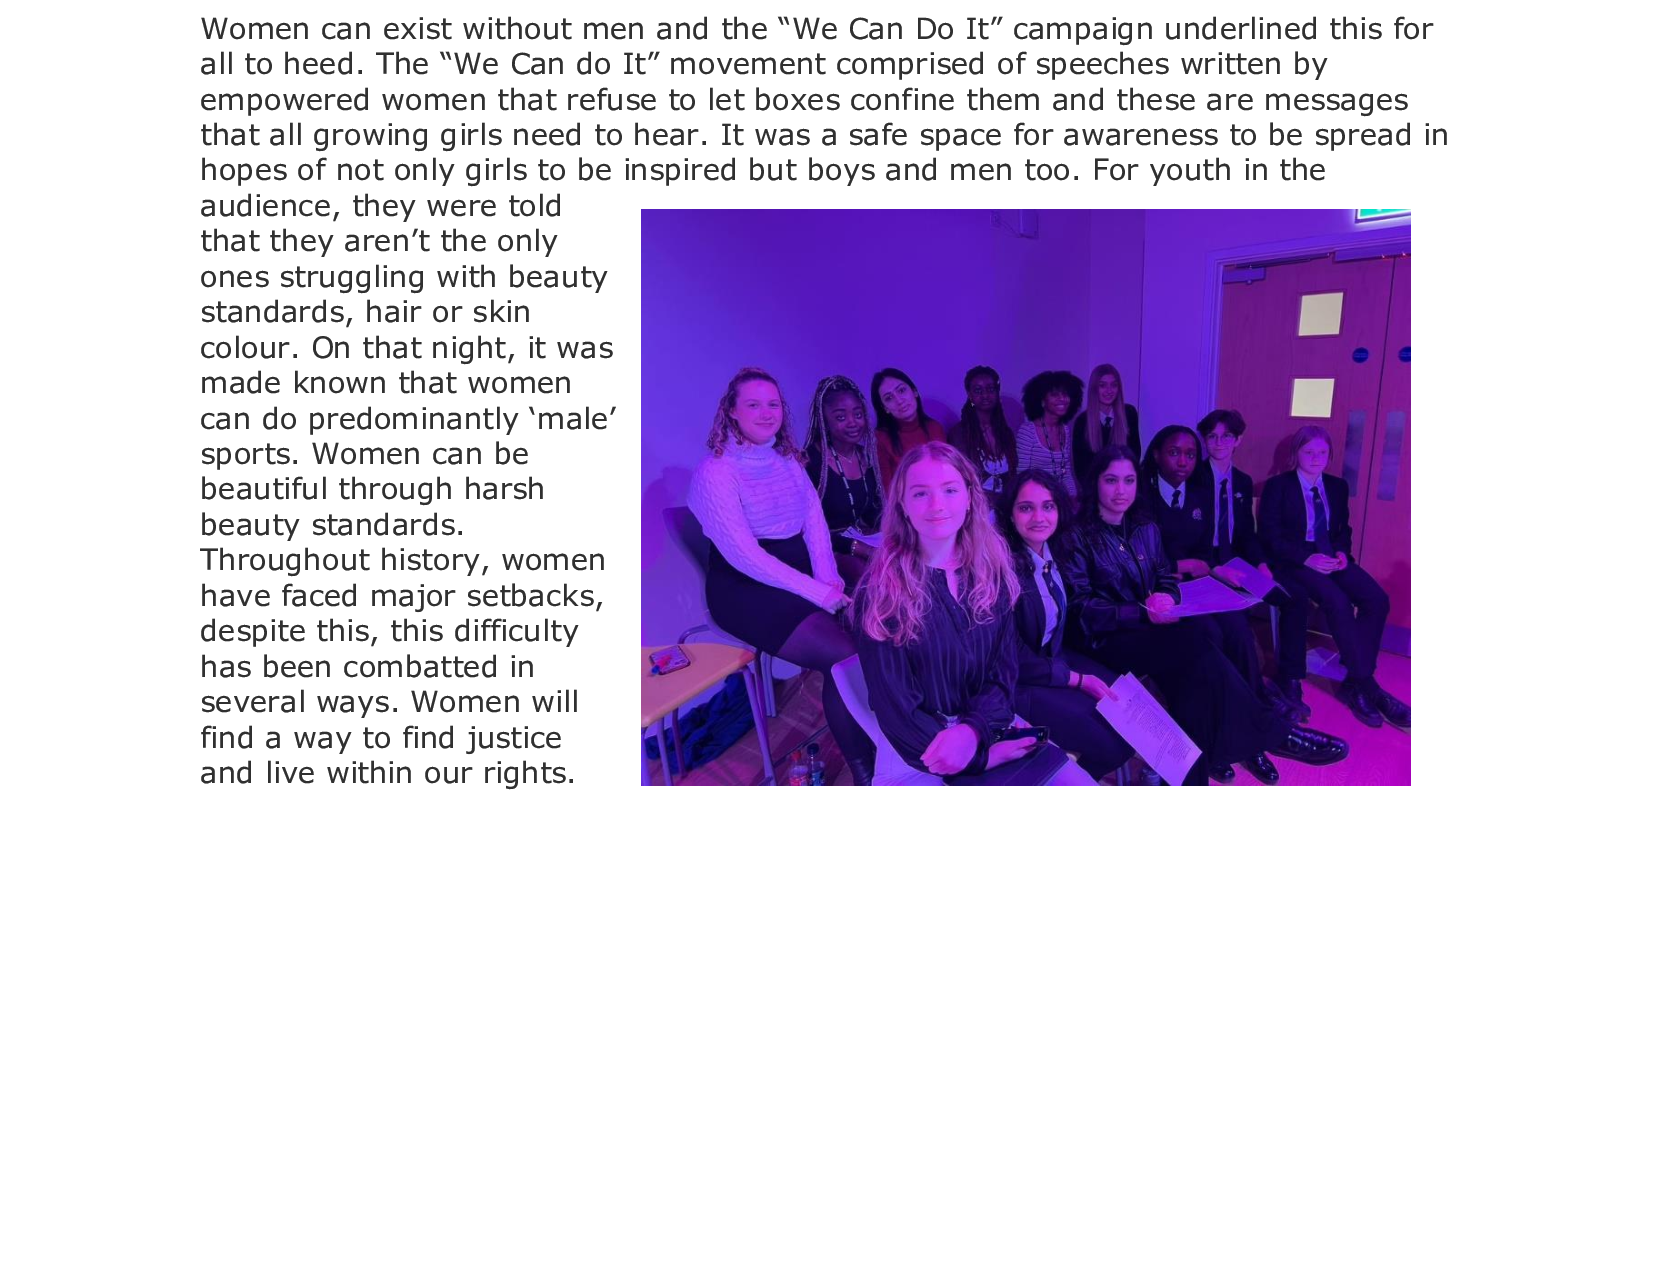 Women can exist without men and the “We Can Do It” campaign underlined this for
all to heed. The “We Can do It” movement comprised of speeches written by
empowered women that refuse to let boxes confine them and these are messages
that all growing girls need to hear. It was a safe space for awareness to be spread in
hopes of not only girls to be inspired but boys and men too. For youth in the
audience, they were told
that they aren’t the only
ones struggling with beauty
standards, hair or skin
colour. On that night, it was
made known that women
can do predominantly ‘male’
sports. Women can be
beautiful through harsh
beauty standards.
Throughout history, women
have faced major setbacks,
despite this, this difficulty
has been combatted in
several ways. Women will
find a way to find justice
and live within our rights.